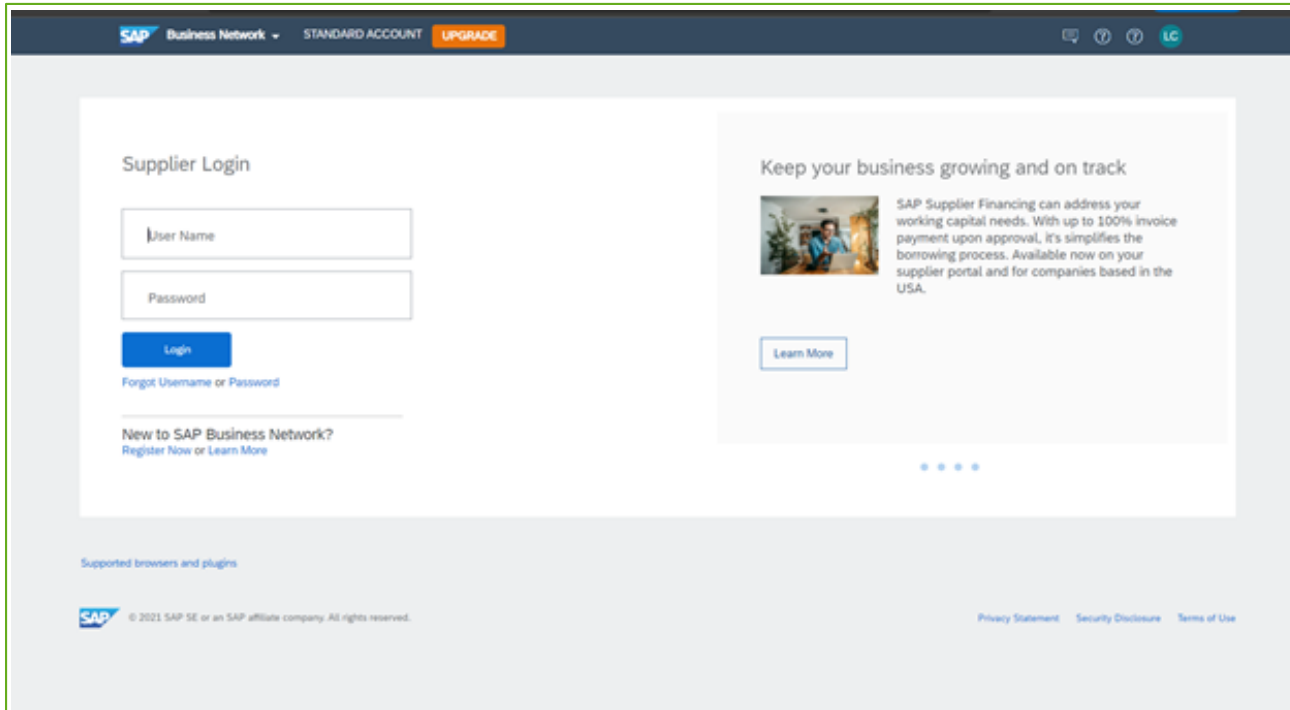 SAP Business Network STANDARD ACCOUNT UPGRADE LC
Supplier Login
User Name
Password
Login
Forgot Username or Password
New to SAP Business Network?
Register Now or Learn More
Keep your business growing and on track
SAP Supplier Financing can address your
working capital needs. With up to 100% invoice
payment upon approval, it's simplifies the
borrowing process. Available now on your
supplier portal and for companies based in the
USA.
Learn More
Supported browsers and plugins
SAP © 2021 SAP SE or an SAP affiliate company. All rights reserved.
Privacy Statement Security Disclosure Terms of Use